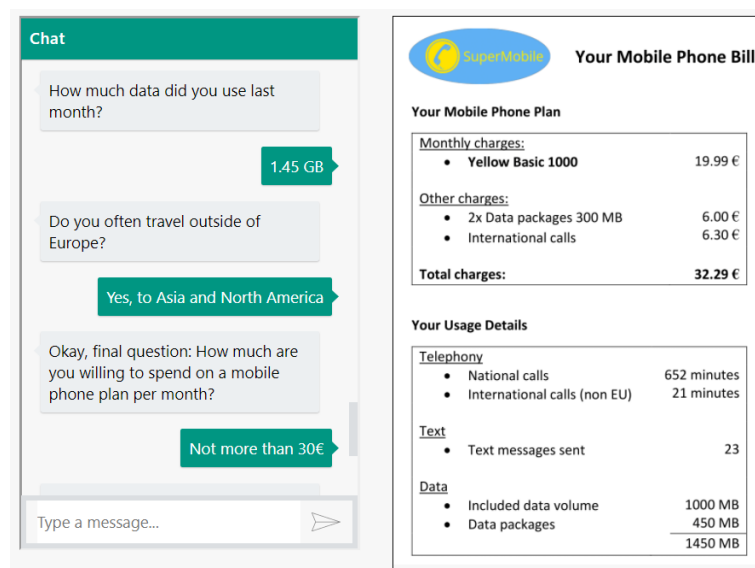 Chat
How much data did you use last
month?
1.45 GB
Do you often travel outside of
Europe?
Yes, to Asia and North America
Okay, final question: How much are
you willing to spend on a mobile
phone plan per month?
Not more than 30€
Type a message...
SuperMobile
Your Mobile Phone Bill
Your Mobile Phone Plan
Monthly charges:
• Yellow Basic 1000 19.99 €
Other charges:
• 2x Data packages 300 MB 6.00 €
• International calls 6.30 €
Total charges: 32.29 €
Your Usage Details
Telephony
• National calls 652 minutes
• International calls (non EU) 21 minutes
Text
• Text messages sent 23
Data
• Included data volume 1000 MB
• Data packages 450 MB
1450 MB